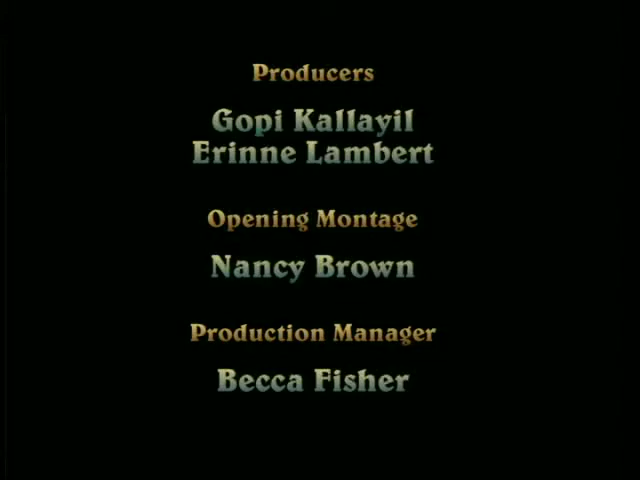 Producers
Gopi Kallayil
Erinne Lambert
Opening Montage
Nancy Brown
Production Manager
Becca Fisher